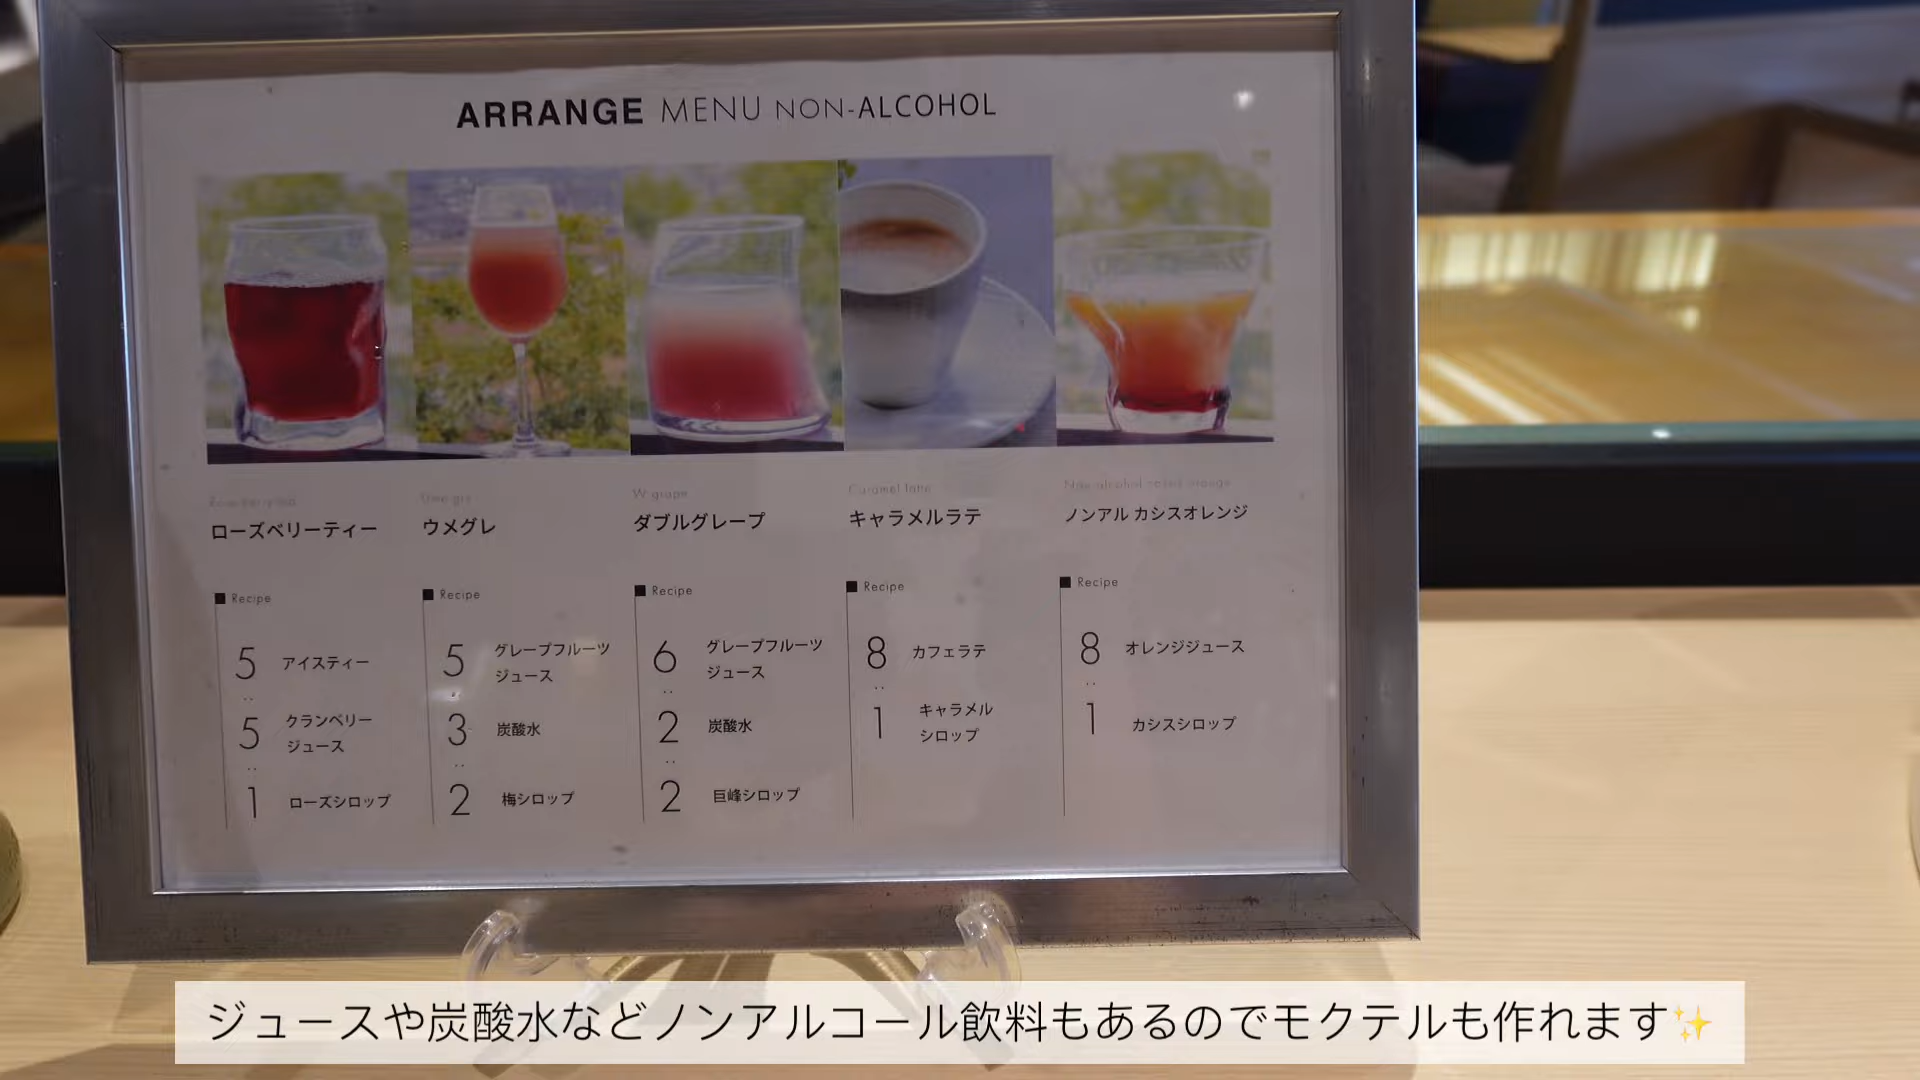 ARRANGE MENU NON-ALCOHOL
W grape
ローズベリーティー
ウメグレ
ダブルグレープ
キャラメルラテ
ノンアル カシスオレンジ
Recipe
5 アイスティー
5 クランベリー
ジュース
1 ローズシロップ
Recipe
5 グレープフルーツ
ジュース
3 炭酸水
2 梅シロップ
Recipe
6 グレープフルーツ
ジュース
2 炭酸水
2 巨峰シロップ
Recipe
8 カフェラテ
1 キャラメル
シロップ
Recipe
8 オレンジジュース
1 カシスシロップ
ジュースや炭酸水などノンアルコール飲料もあるのでモクテルも作れます✨